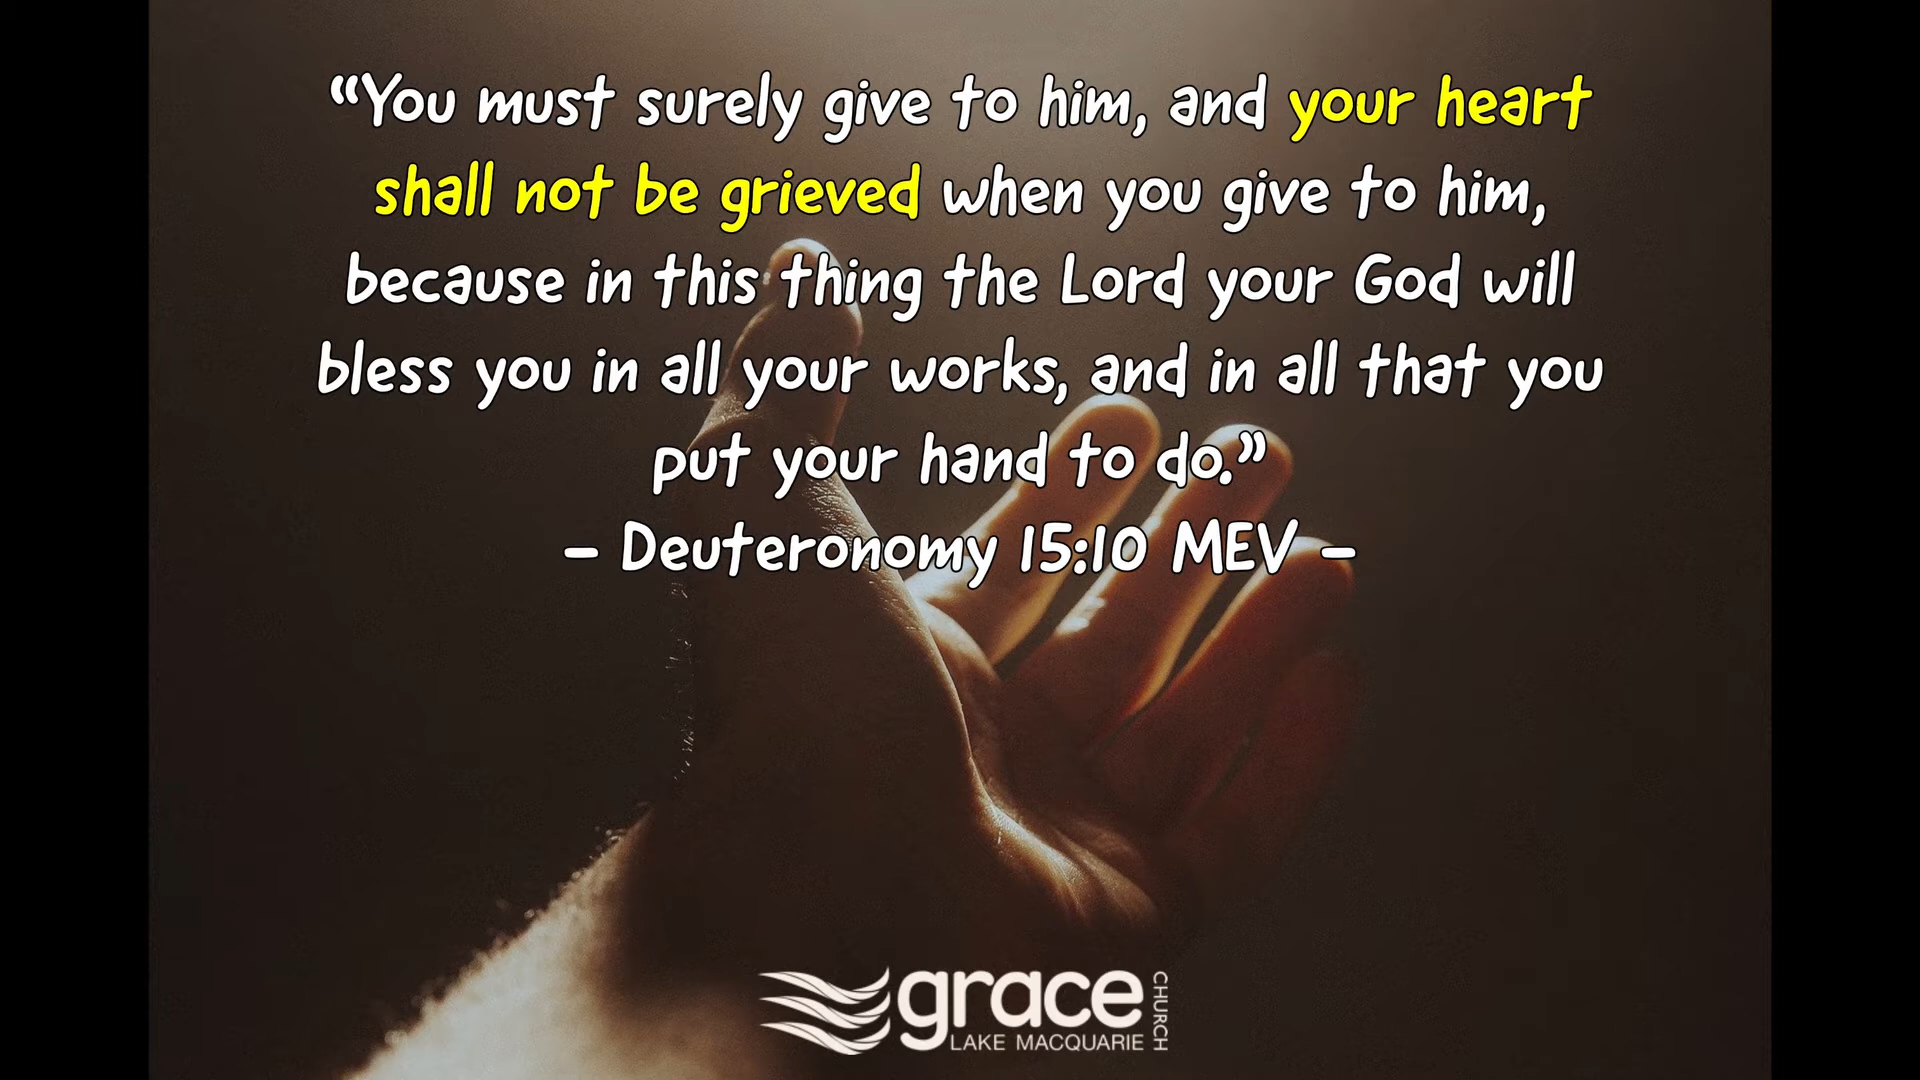 “You must surely give to him, and your heart
shall not be grieved when you give to him,
because in this thing the Lord your God will
bless you in all your works, and in all that you
put your hand to do.”
– Deuteronomy 15:10 MEV –
grace
CHURCH
LAKE MACQUARIE